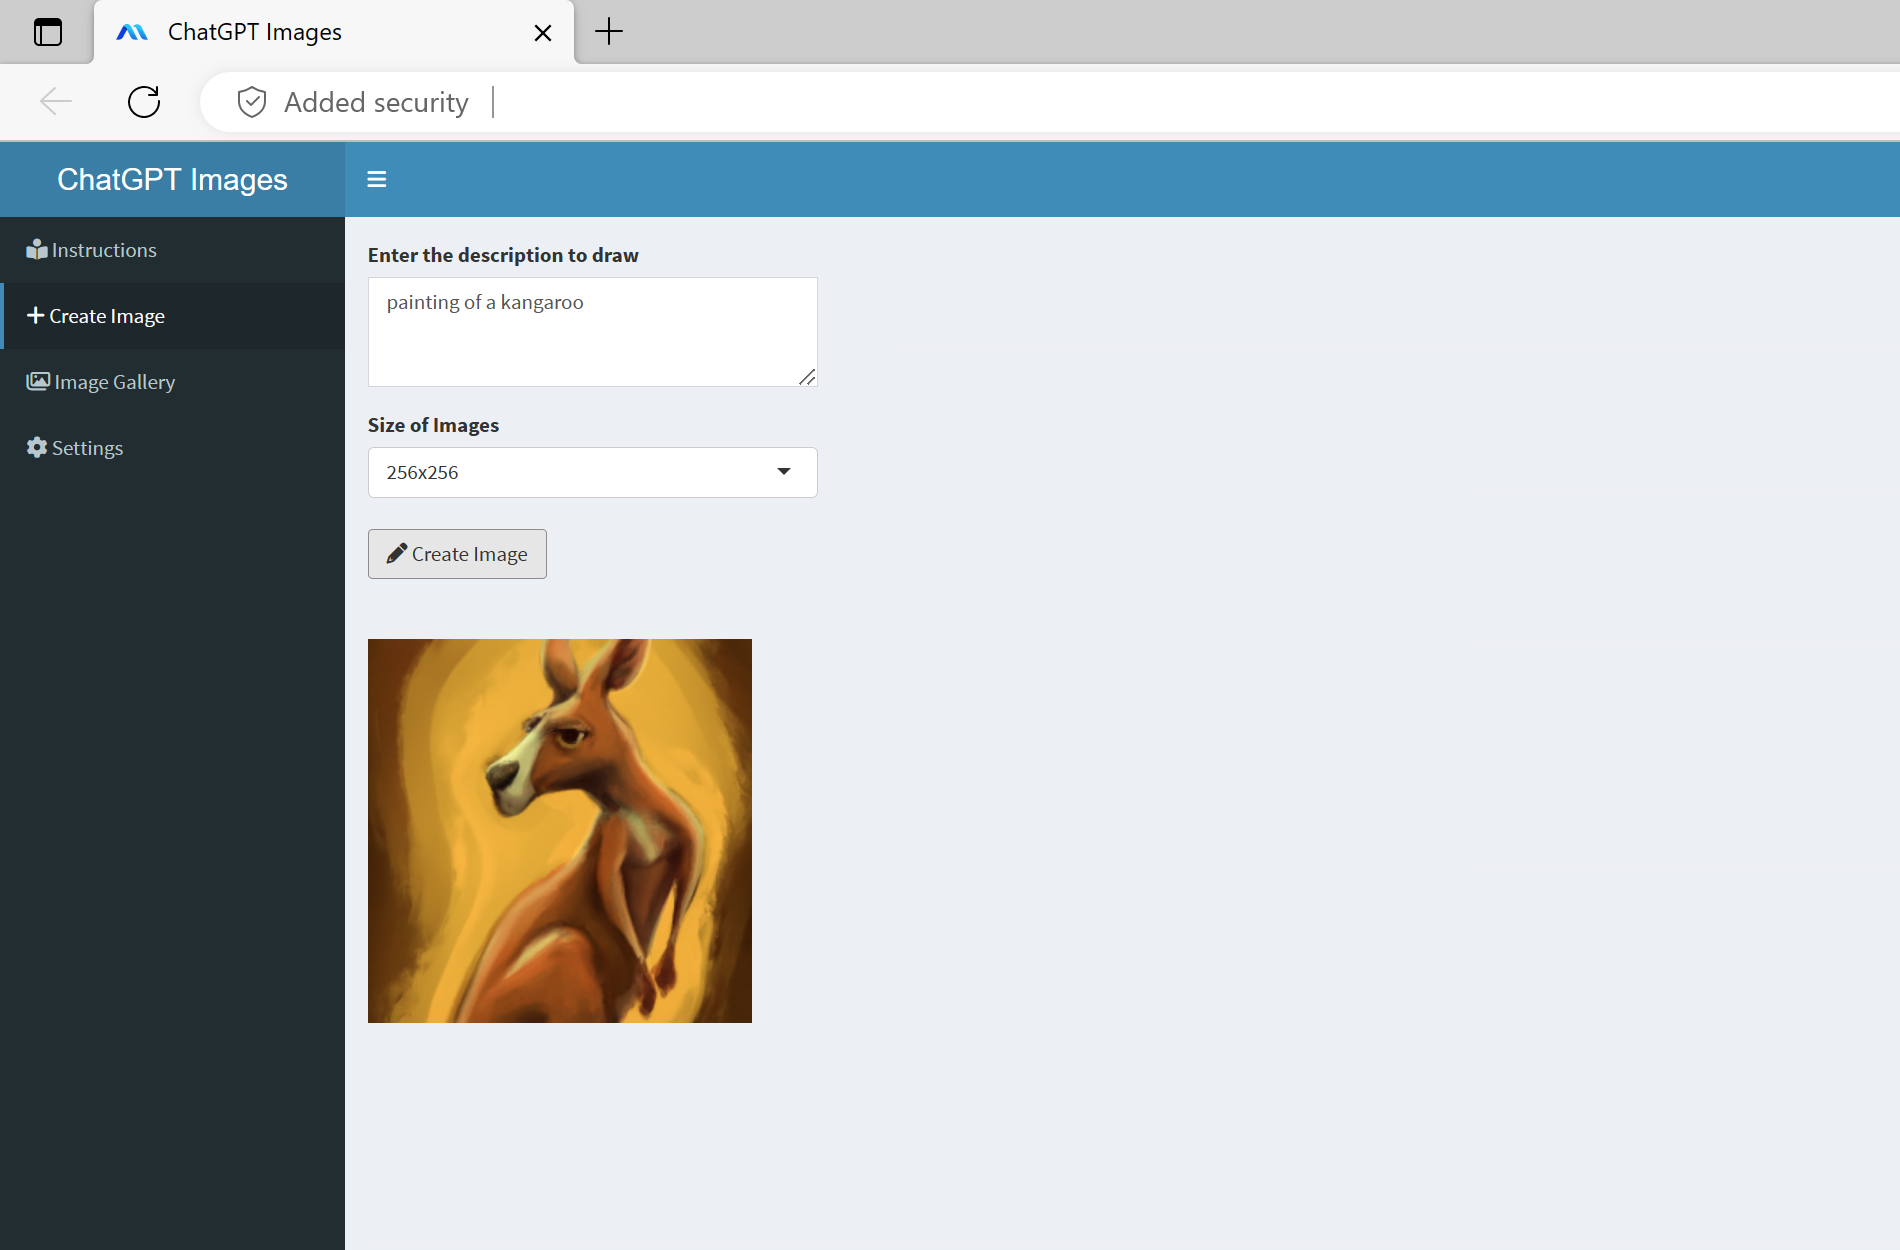 ChatGPT Images
Added security
ChatGPT Images
Instructions
Create Image
Image Gallery
Settings
Enter the description to draw
painting of a kangaroo
Size of Images
256x256
Create Image